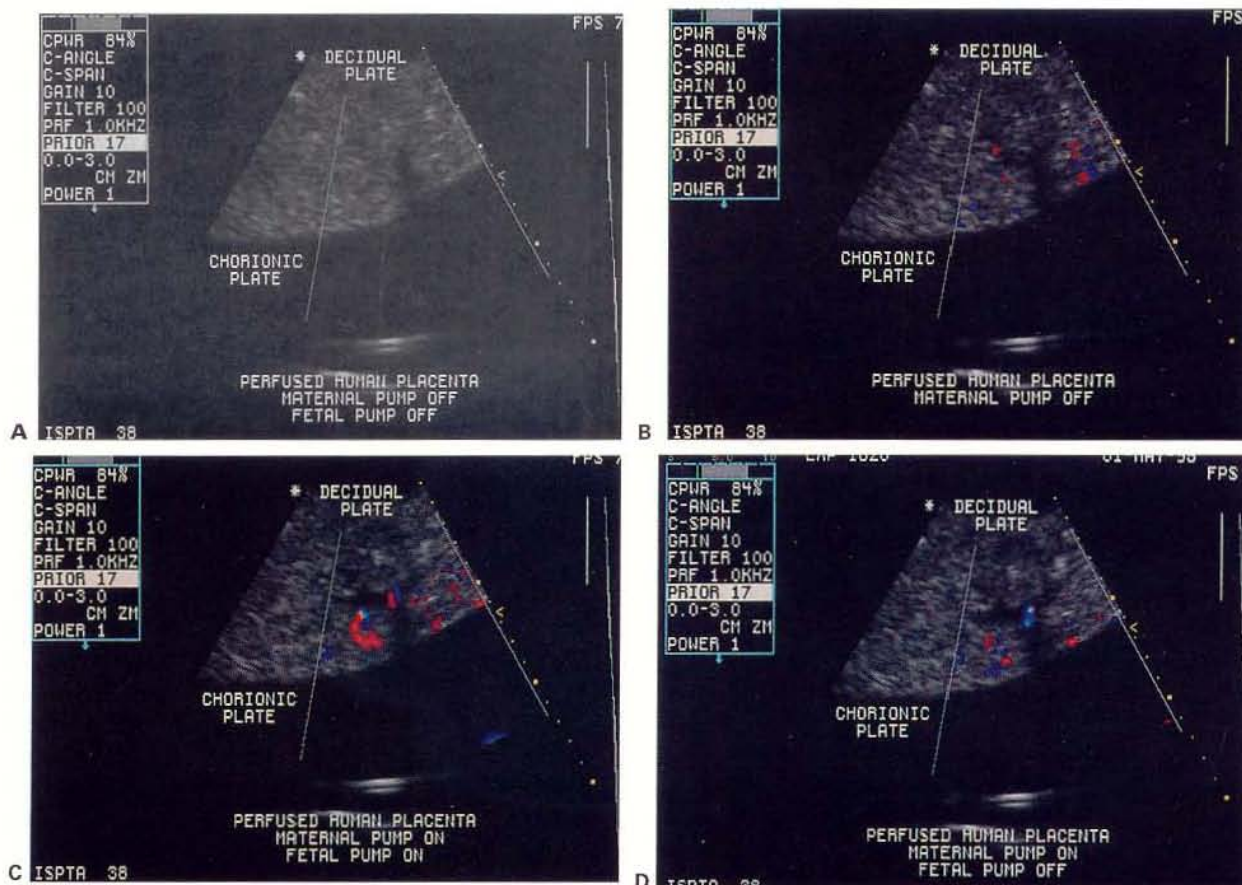 FPS 7
CPWR 84%
C-ANGLE
C-SPAN
GAIN 10
FILTER 100
PRF 1.0KHZ
PRIOR 17
0.0-3.0
CM ZM
POWER 1
* DECIDUAL
PLATE
<
CHORIONIC
PLATE
PERFUSED HUMAN PLACENTA
MATERNAL PUMP OFF
FETAL PUMP OFF
A
ISPTA 38
FPS
CPWR 84%
C-ANGLE
C-SPAN
GAIN 10
FILTER 100
PRF 1.0KHZ
PRIOR 17
0.0-3.0
CM ZM
POWER 1
* DECIDUAL
PLATE
<
CHORIONIC
PLATE
PERFUSED HUMAN PLACENTA
MATERNAL PUMP OFF
B
ISPTA 38
FPS 7
CPWR 84%
C-ANGLE
C-SPAN
GAIN 10
FILTER 100
PRF 1.0KHZ
PRIOR 17
0.0-3.0
CM ZM
POWER 1
* DECIDUAL
PLATE
<
CHORIONIC
PLATE
PERFUSED HUMAN PLACENTA
MATERNAL PUMP ON
FETAL PUMP ON
C
ISPTA 38
FPS
CPWR 84%
C-ANGLE
C-SPAN
GAIN 10
FILTER 100
PRF 1.0KHZ
PRIOR 17
0.0-3.0
CM ZM
POWER 1
* DECIDUAL
PLATE
<
CHORIONIC
PLATE
PERFUSED HUMAN PLACENTA
MATERNAL PUMP ON
FETAL PUMP OFF
D
ISPTA 38